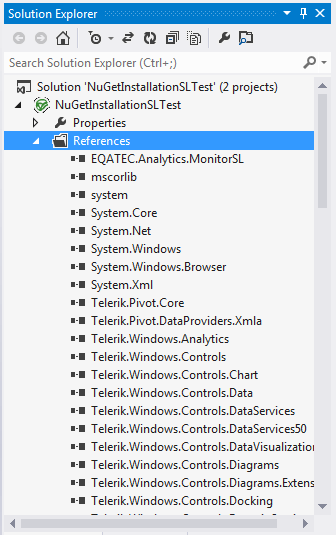 Solution Explorer
Search Solution Explorer (Ctrl+;)
Solution 'NuGetInstallationSLTest' (2 projects)
NuGetInstallationSLTest
Properties
References
EQATEC.Analytics.MonitorSL
mscorlib
system
System.Core
System.Net
System.Windows
System.Windows.Browser
System.Xml
Telerik.Pivot.Core
Telerik.Pivot.DataProviders.Xmla
Telerik.Windows.Analytics
Telerik.Windows.Controls
Telerik.Windows.Controls.Chart
Telerik.Windows.Controls.Data
Telerik.Windows.Controls.DataServices
Telerik.Windows.Controls.DataServices50
Telerik.Windows.Controls.DataVisualization
Telerik.Windows.Controls.Diagrams
Telerik.Windows.Controls.Diagrams.Extens
Telerik.Windows.Controls.Docking